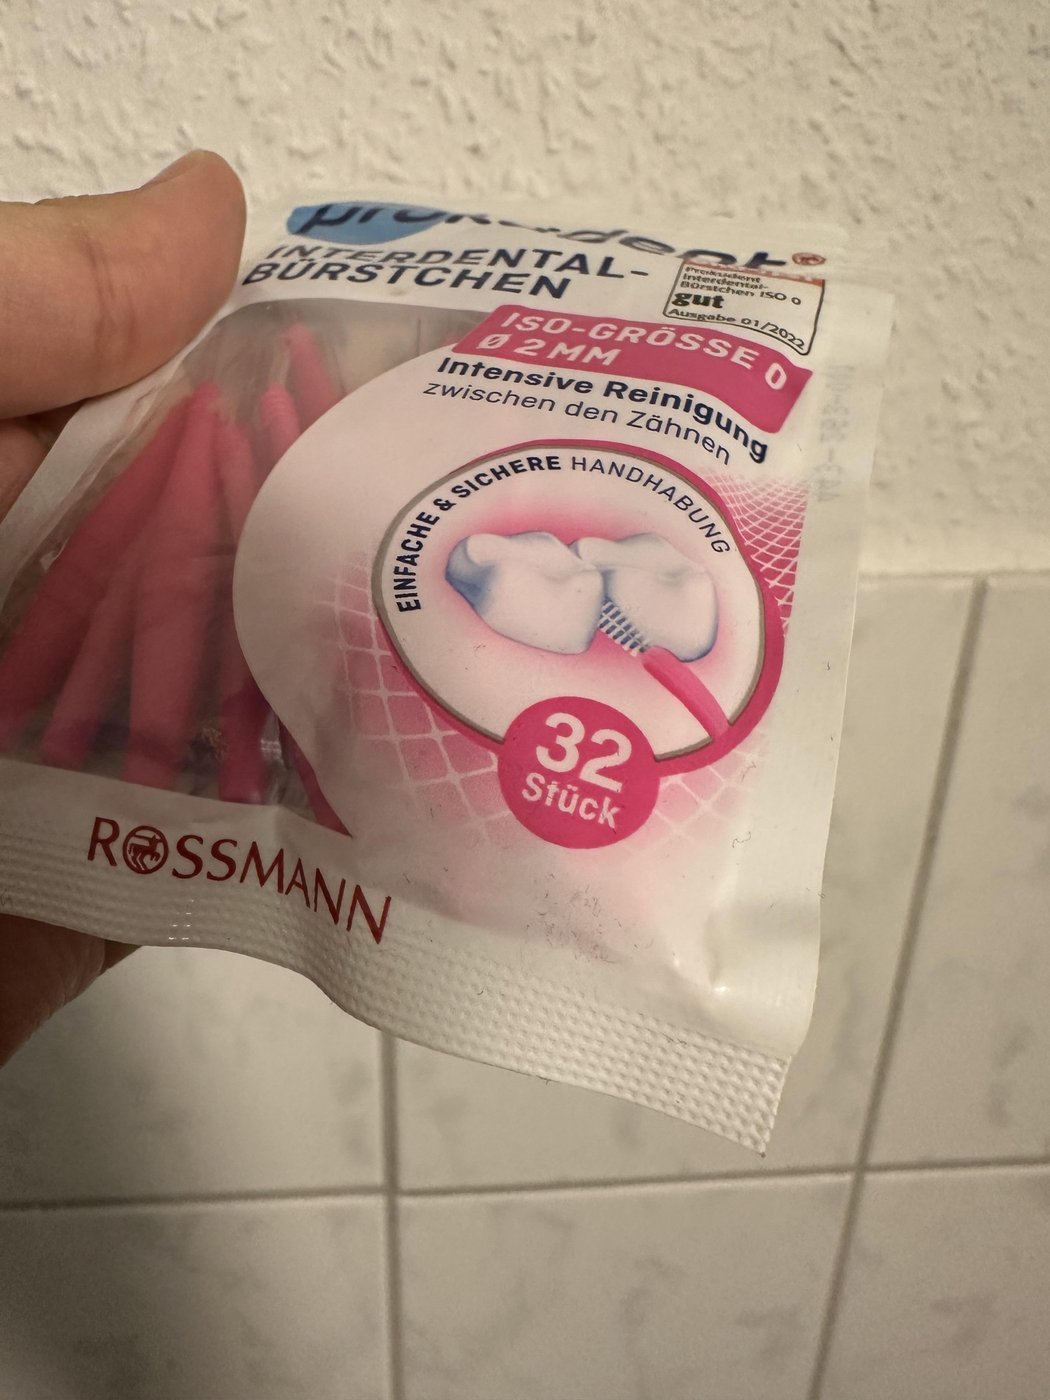 prokudent®
INTERDENTAL-
BÜRSTCHEN
Prokudent
Interdental-
Bürstchen ISO 0
gut
Ausgabe 01/2022
ISO-GRÖSSE 0
Ø 2 MM
Intensive Reinigung
zwischen den Zähnen
EINFACHE & SICHERE HANDHABUNG
32
Stück
ROSSMANN